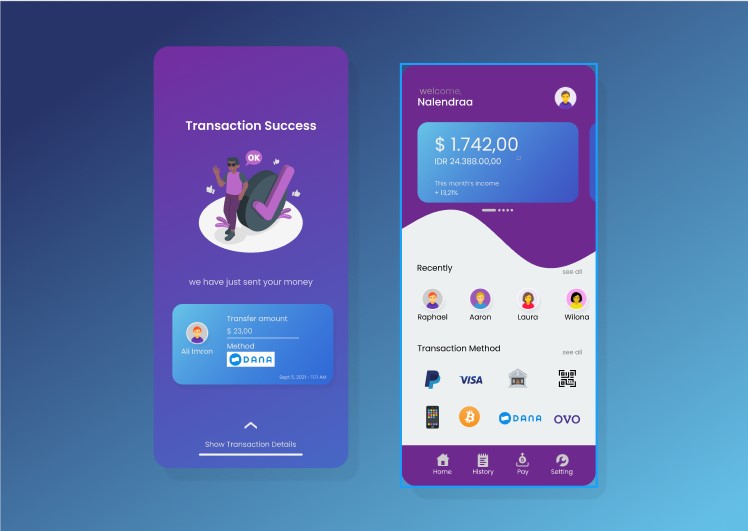 Transaction Success
OK
we have just sent your money
Transfer amount
$ 23,00
Ali Imron
Method
DANA
Sept 5, 2021 - 11:11 AM
Show Transaction Details
welcome,
Nalendraa
$ 1.742,00
IDR 24.388.00,00
This month's income
+ 13,21%
Recently
see all
Raphael Aaron Laura Wilona
Transaction Method
see all
VISA
DANA OVO
Home History Pay Setting